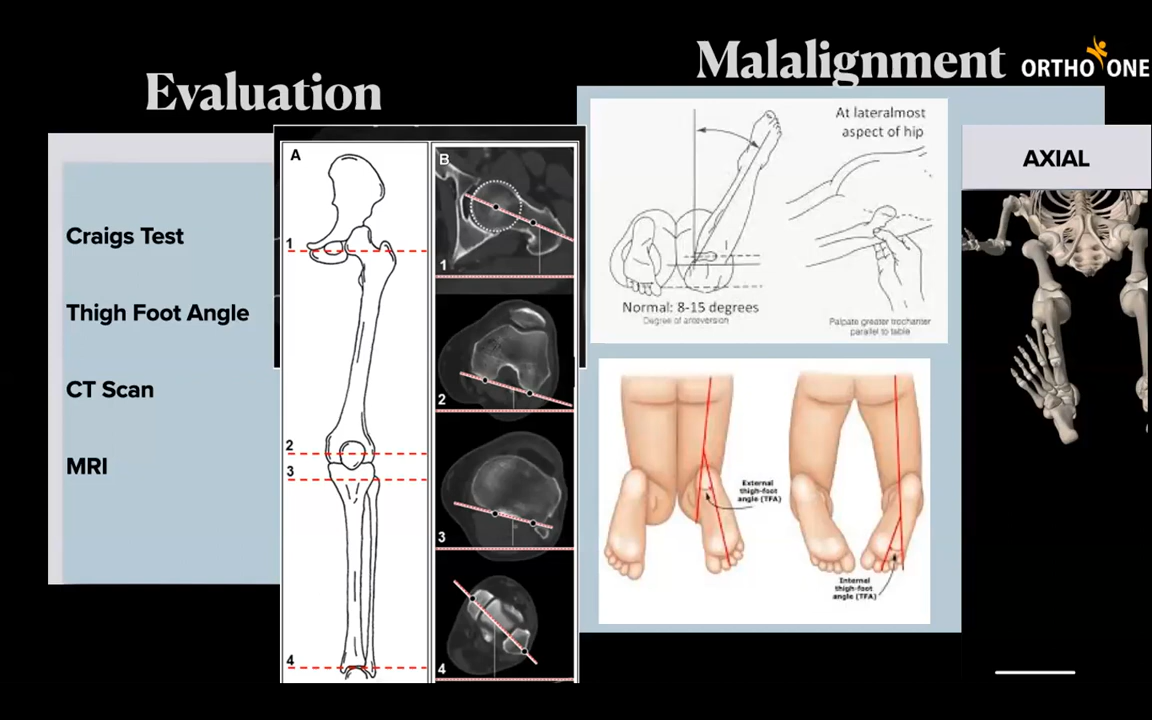 Evaluation
Malalignment
ORTHO ONE
Craigs Test
Thigh Foot Angle
CT Scan
MRI
A
1
2
3
4
B
1
2
3
4
At lateralmost
aspect of hip
Normal: 8-15 degrees
Degree of anteversion
Palpate greater trochanter
parallel to table
External
thigh-foot
angle (TFA)
Internal
thigh-foot
angle (TFA)
AXIAL